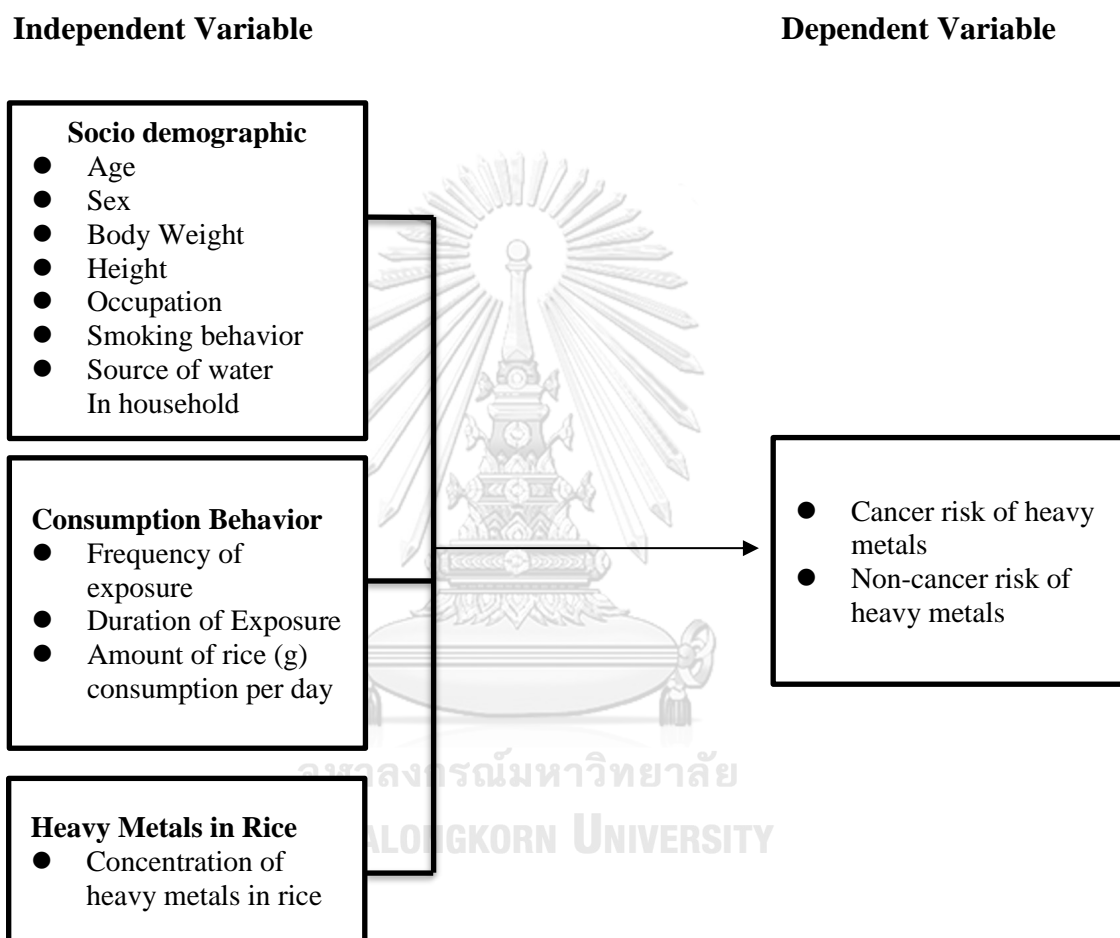 Independent Variable
Dependent Variable
Socio demographic
● Age
● Sex
● Body Weight
● Height
● Occupation
● Smoking behavior
● Source of water
In household
Consumption Behavior
● Frequency of
exposure
● Duration of Exposure
● Amount of rice (g)
consumption per day
Heavy Metals in Rice
● Concentration of
heavy metals in rice
● Cancer risk of heavy
metals
● Non-cancer risk of
heavy metals
จุฬาลงกรณ์มหาวิทยาลัย
ALONGKORN UNIVERSITY